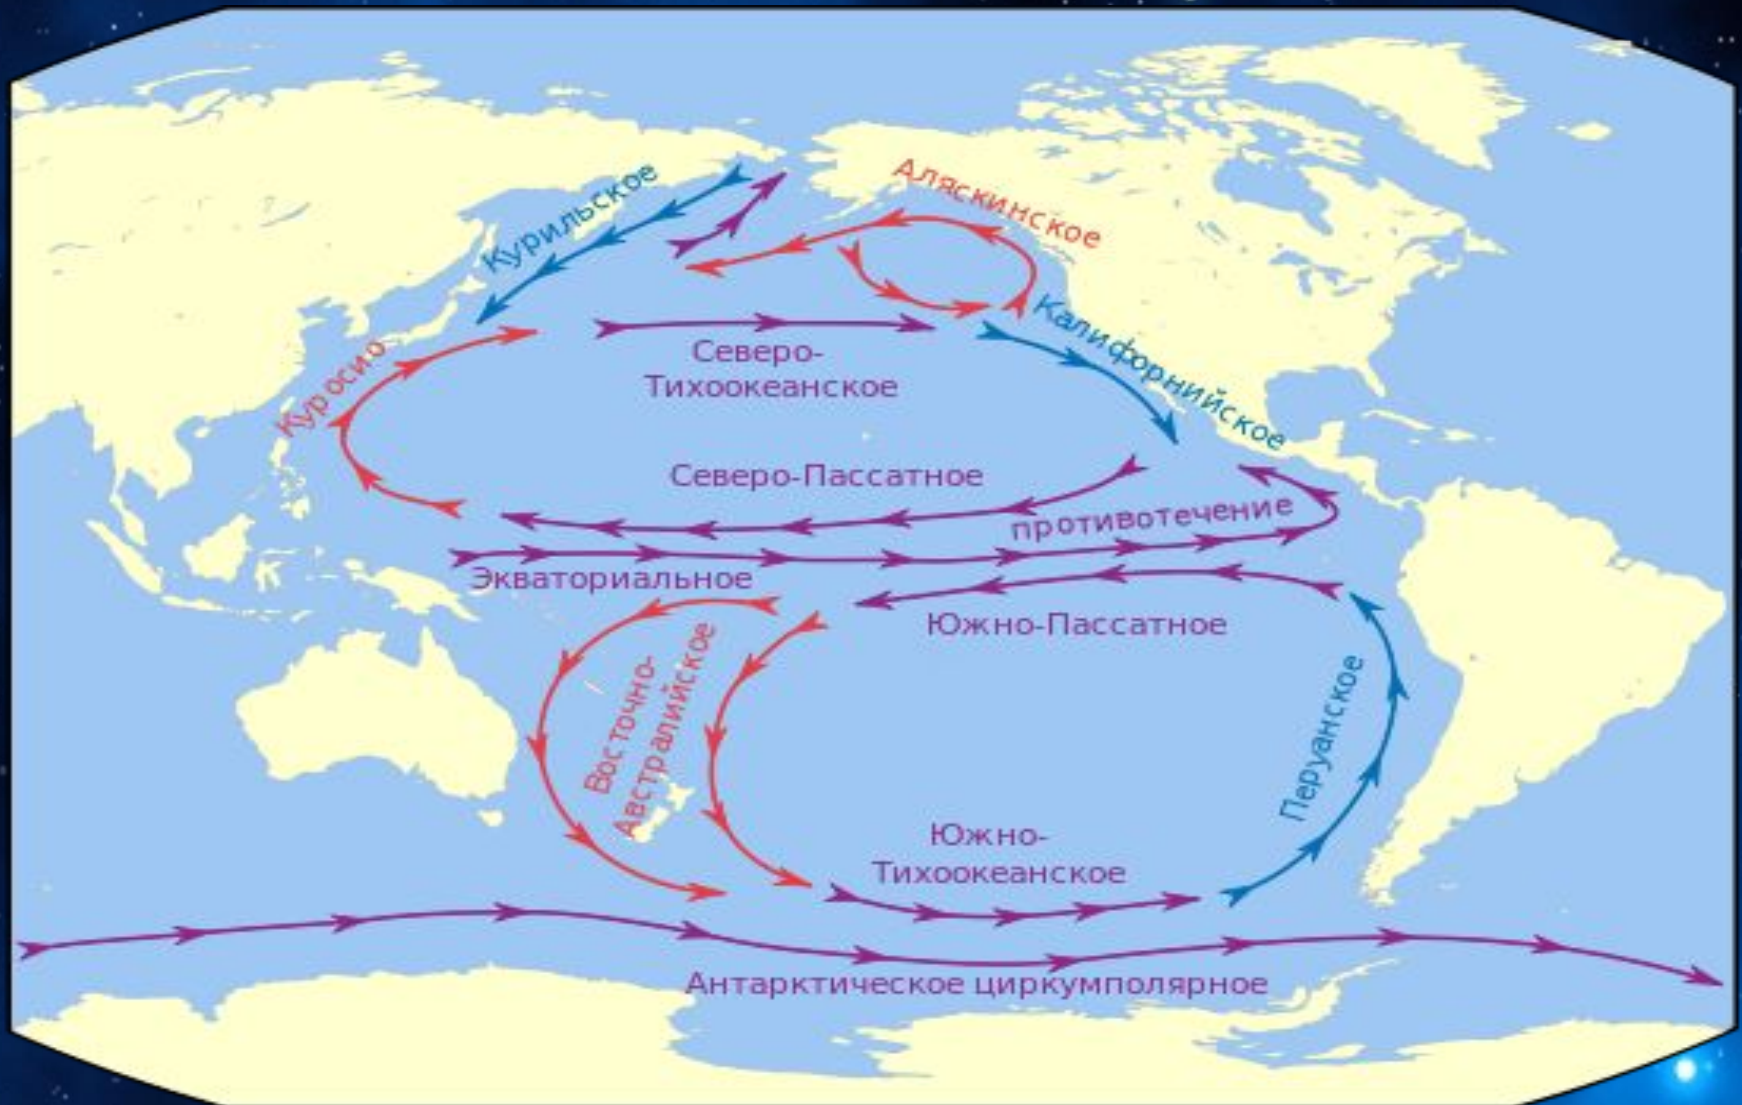 Курильское
Аляскинское
Калифорнийское
Куросио
Северо-
Тихоокеанское
Северо-Пассатное
противотечение
Экваториальное
Южно-Пассатное
Восточно-
Австралийское
Перуанское
Южно-
Тихоокеанское
Антарктическое циркумполярное